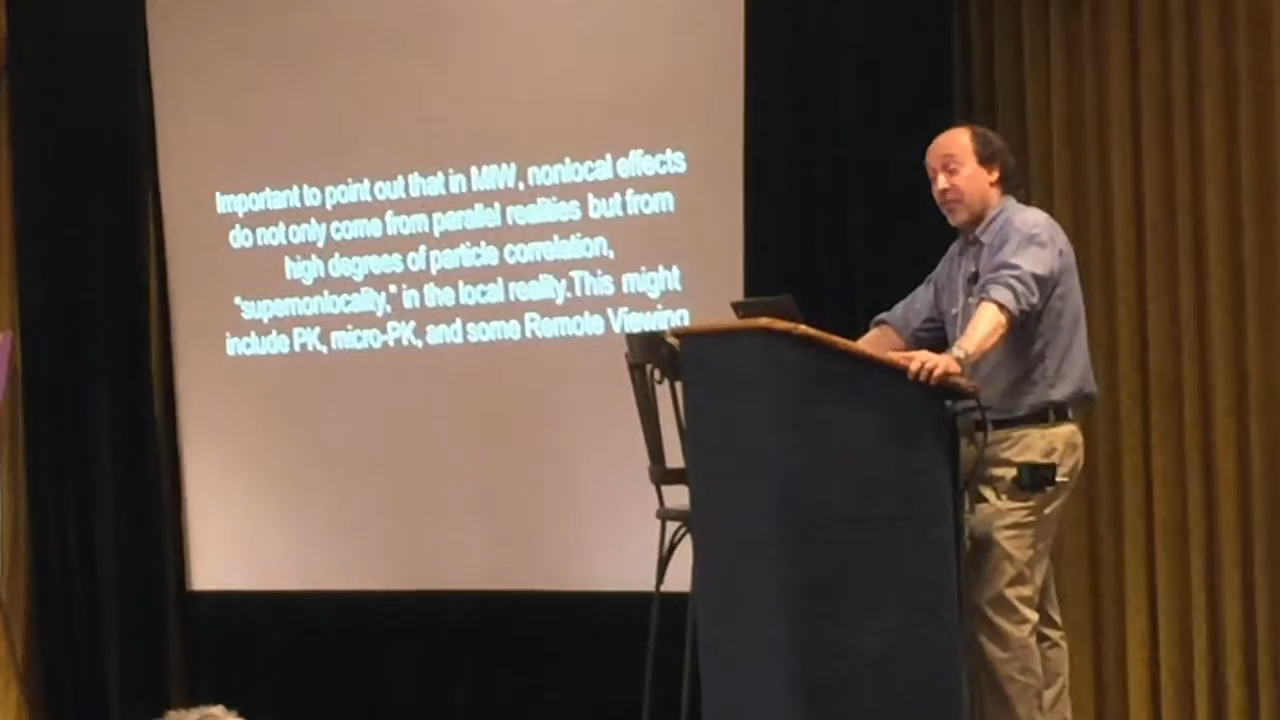 Important to point out that in MIW, nonlocal effects
do not only come from parallel realities but from
high degrees of particle correlation,
"supernonlocality," in the local reality.This might
include PK, micro-PK, and some Remote Viewing